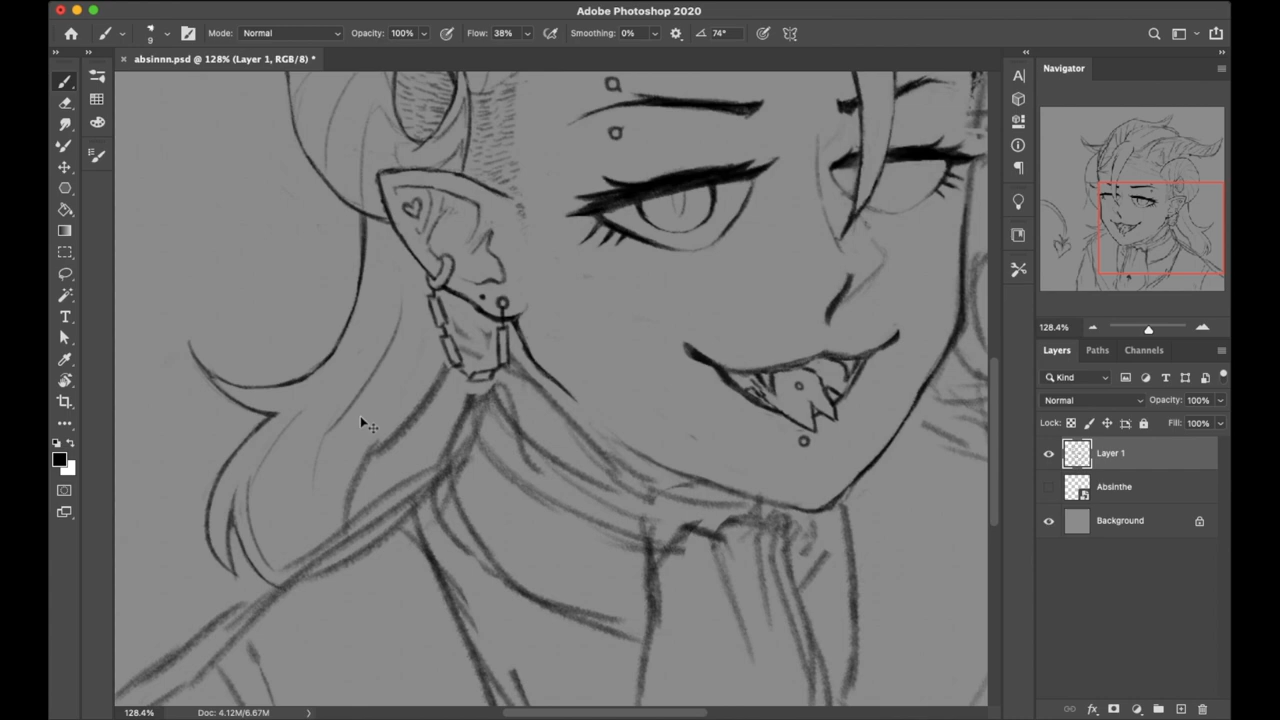 Adobe Photoshop 2020
Mode: Normal Opacity: 100% Flow: 38% Smoothing: 0% 74°
9
× absinnn.psd @ 128% (Layer 1, RGB/8) *
Navigator
128.4%
Layers Paths Channels
Kind
Normal Opacity: 100%
Lock: Fill: 100%
Layer 1
Absinthe
Background
128.4% Doc: 4.12M/6.67M